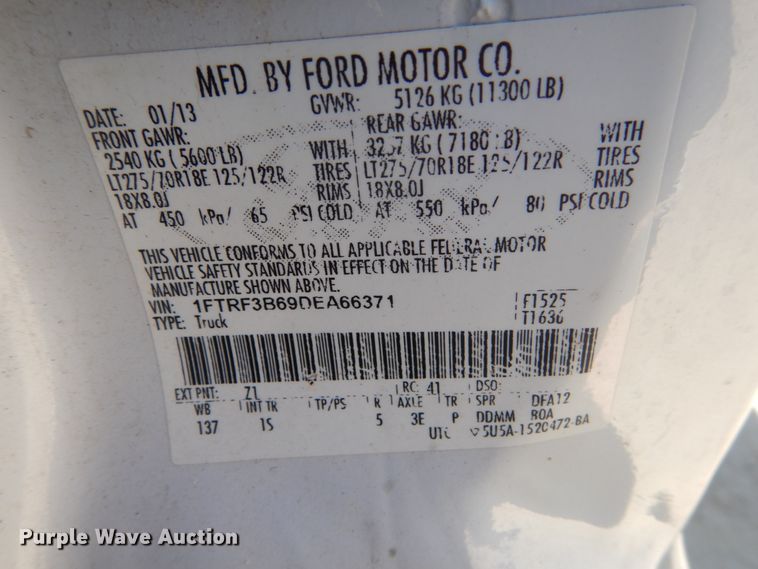 MFD. BY FORD MOTOR CO.
DATE: 01/13 GVWR: 5126 KG (11300 LB)
FRONT GAWR: REAR GAWR:
2540 KG (5600 LB) WITH KG (7180 WITH
LT275/70R18E 125/122R TIRES LT275/70R18E 125/122R TIRES
18X8.0J RIMS 18X8.0J RIMS
AT 450 kPa/ 65 PSI COLD AT 550 kPa/ 80 PSI COLD
THIS VEHICLE CONFORMS TO ALL APPLICABLE FEDERAL MOTOR
VEHICLE SAFETY STANDARDS IN EFFECT ON THE DATE OF
MANUFACTURE SHOWN ABOVE.
VIN: 1FTRF3B69DEA66371 F1525
TYPE: Truck T1636
EXT PNT: Z1 RC: 41 DSO:
WB INT TR TP/PS R AXLE TR SPR DFA12
137 1S 5 3E P DDMM ROA
UTC 5U5A-1520472-BA
Purple Wave Auction